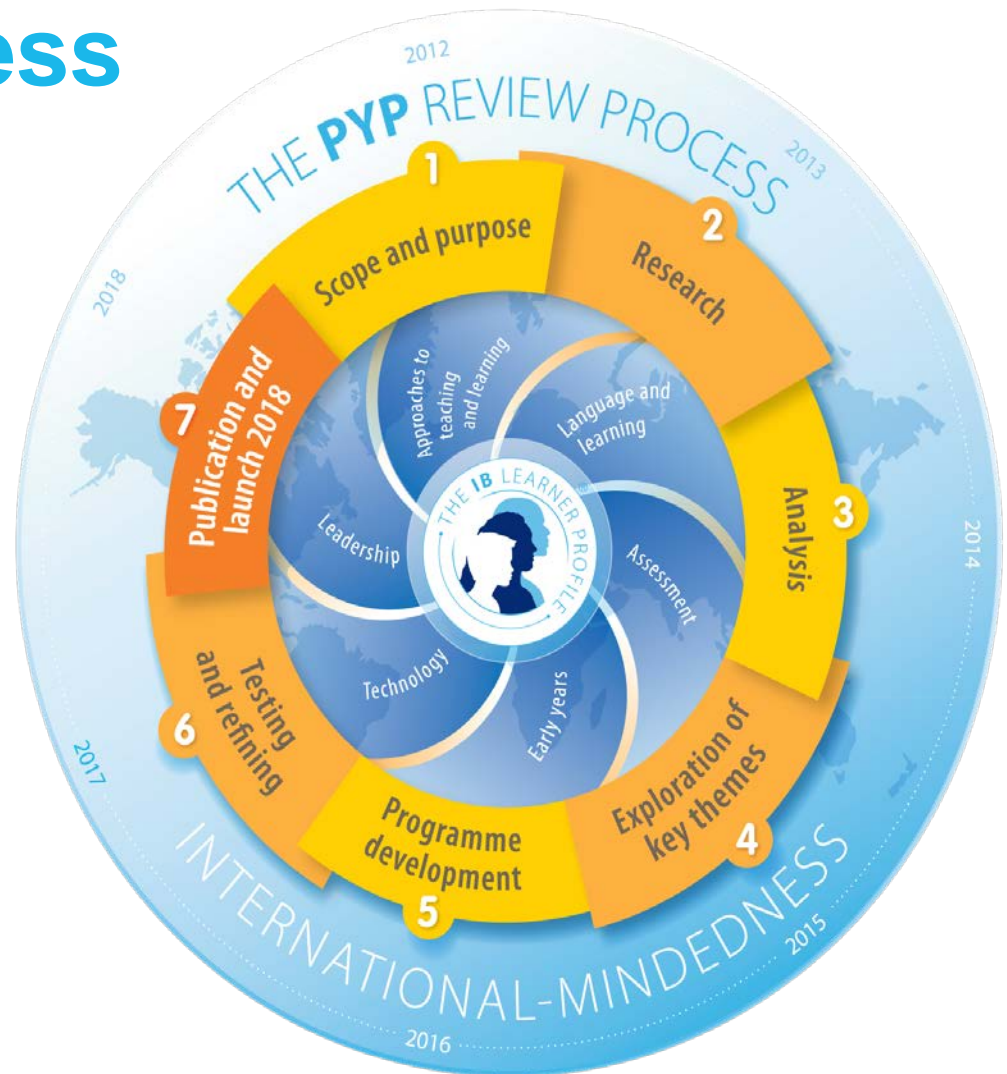 ess
2012
2013
2014
2015
2016
2017
2018
THE PYP REVIEW PROCESS
1
Scope and purpose
2
Research
3
Analysis
4
Exploration of
key themes
5
Programme
development
6
Testing
and refining
7
Publication and
launch 2018
Approaches to
teaching
and learning
Language and
learning
Assessment
Early years
Technology
Leadership
THE IB LEARNER PROFILE
INTERNATIONAL-MINDEDNESS